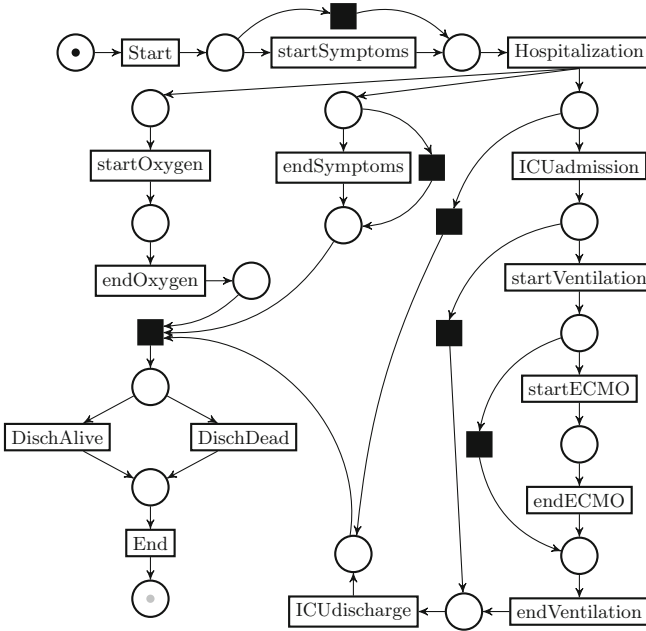 Start
startSymptoms
Hospitalization
startOxygen
endSymptoms
ICUadmission
endOxygen
startVentilation
startECMO
DischAlive
DischDead
endECMO
End
ICUdischarge
endVentilation